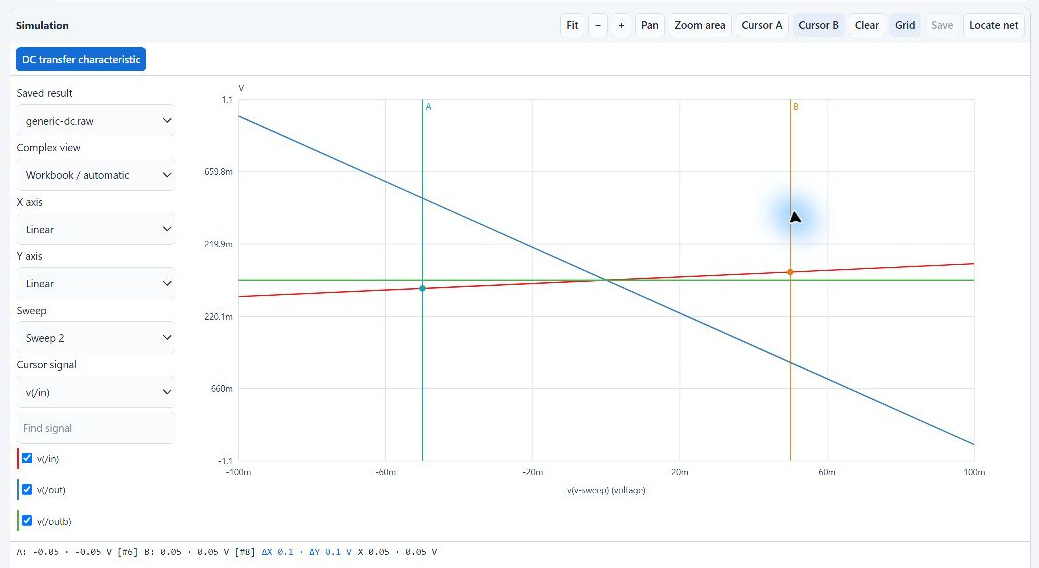 Simulation
Fit − + Pan Zoom area Cursor A Cursor B Clear Grid Save Locate net
DC transfer characteristic
Saved result
generic-dc.raw
Complex view
Workbook / automatic
X axis
Linear
Y axis
Linear
Sweep
Sweep 2
Cursor signal
v(/in)
Find signal
v(/in)
v(/out)
v(/outb)
V
1.1
659.8m
219.9m
220.1m
660m
-1.1
A
B
-100m -60m -20m 20m 60m 100m
v(v-sweep) (voltage)
A: -0.05 · -0.05 V [#6] B: 0.05 · 0.05 V [#8] ΔX 0.1 · ΔY 0.1 V X 0.05 · 0.05 V